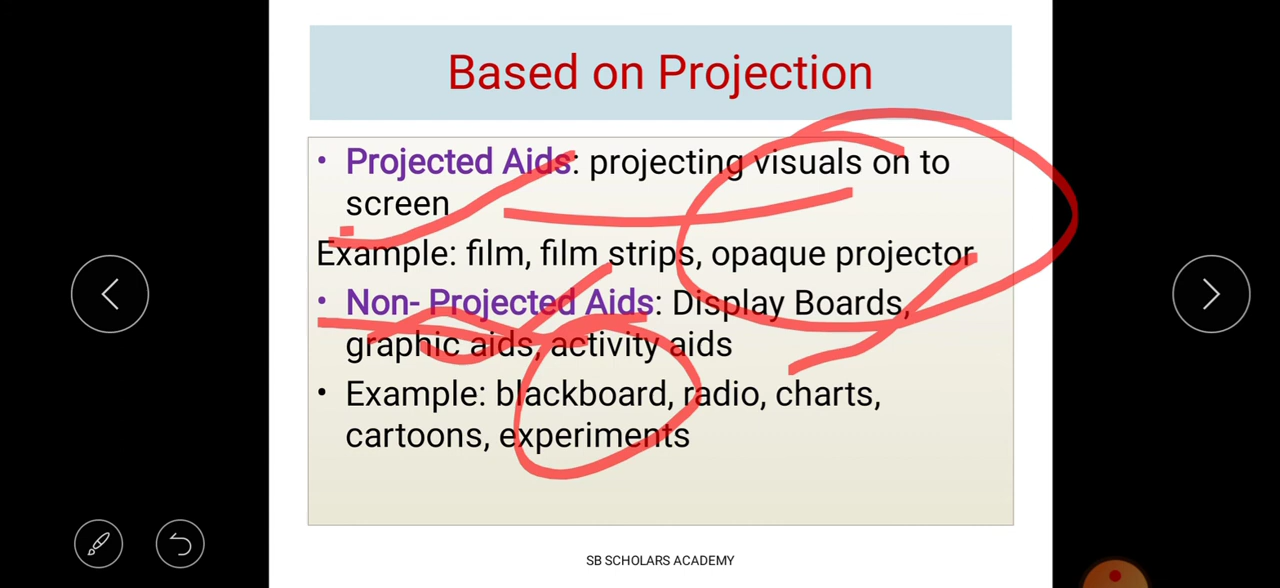 Based on Projection
• Projected Aids: projecting visuals on to
screen
Example: film, film strips, opaque projector
• Non- Projected Aids: Display Boards,
graphic aids, activity aids
• Example: blackboard, radio, charts,
cartoons, experiments
SB SCHOLARS ACADEMY